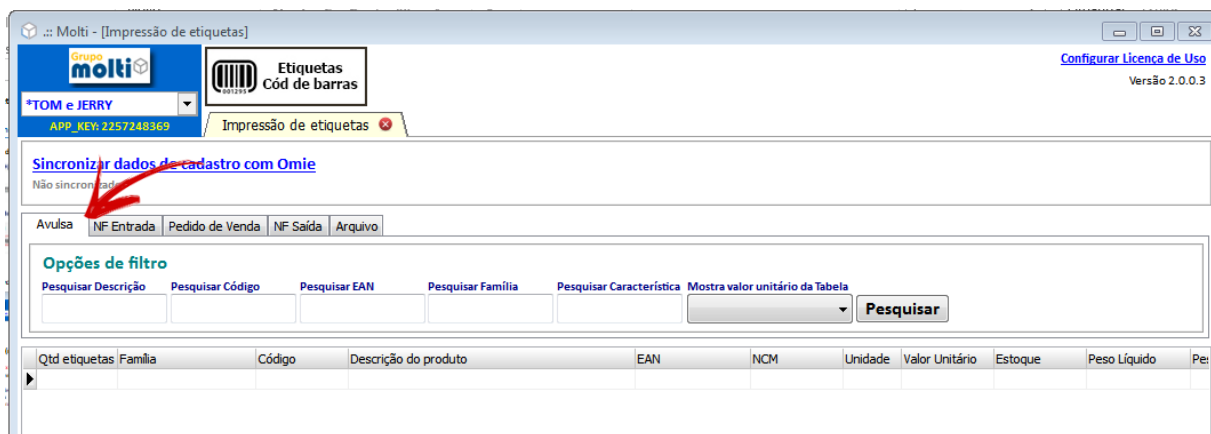 .:: Molti - [Impressão de etiquetas]
Grupo
molti
Etiquetas
Cód de barras
001295
Configurar Licença de Uso
Versão 2.0.0.3
*TOM e JERRY
APP_KEY: 2257248369
Impressão de etiquetas
Sincronizar dados de cadastro com Omie
Não sincronizado
Avulsa NF Entrada Pedido de Venda NF Saída Arquivo
Opções de filtro
Pesquisar Descrição Pesquisar Código Pesquisar EAN Pesquisar Família Pesquisar Característica Mostra valor unitário da Tabela
Pesquisar
Qtd etiquetas Família Código Descrição do produto EAN NCM Unidade Valor Unitário Estoque Peso Líquido